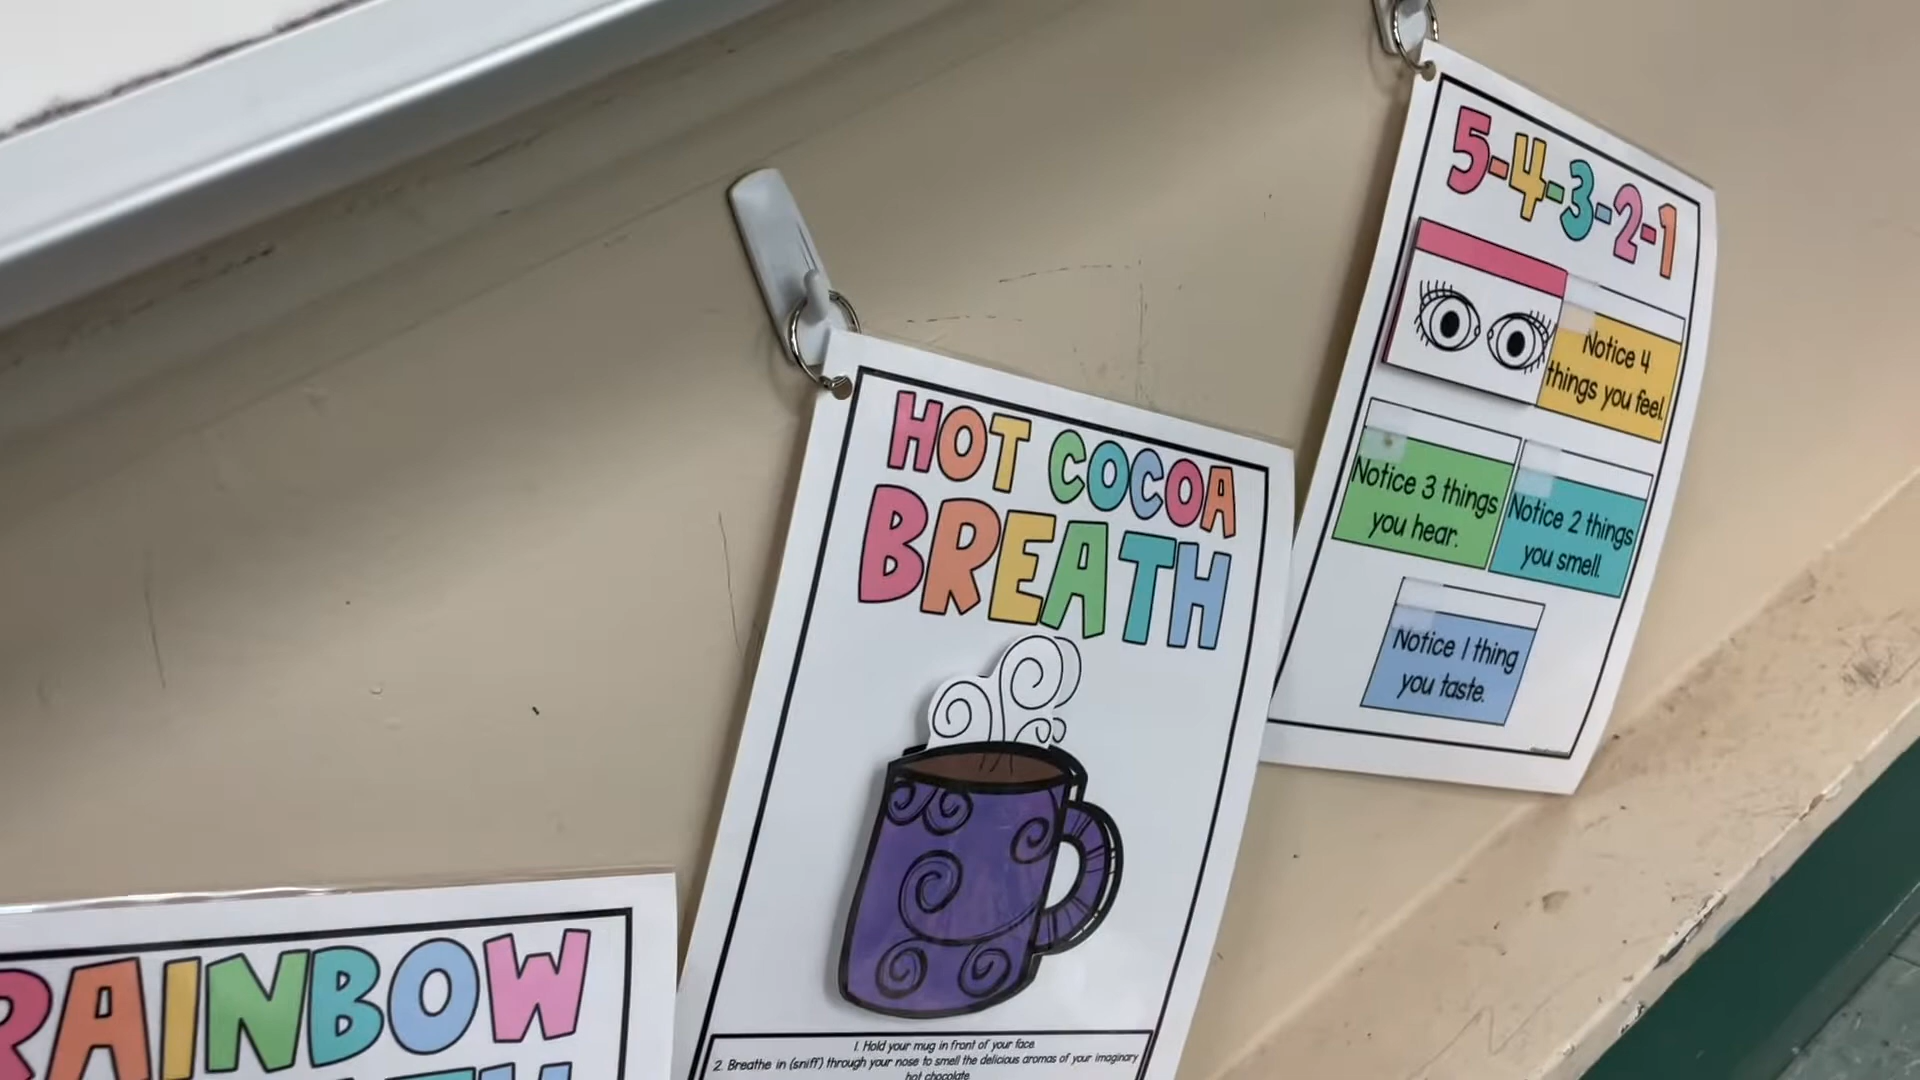 5-4-3-2-1
Notice 4
things you feel.
Notice 3 things
you hear.
Notice 2 things
you smell.
Notice 1 thing
you taste.
HOT COCOA
BREATH
1. Hold your mug in front of your face.
2. Breathe in (sniff) through your nose to smell the delicious aromas of your imaginary
hot chocolate.
RAINBOW